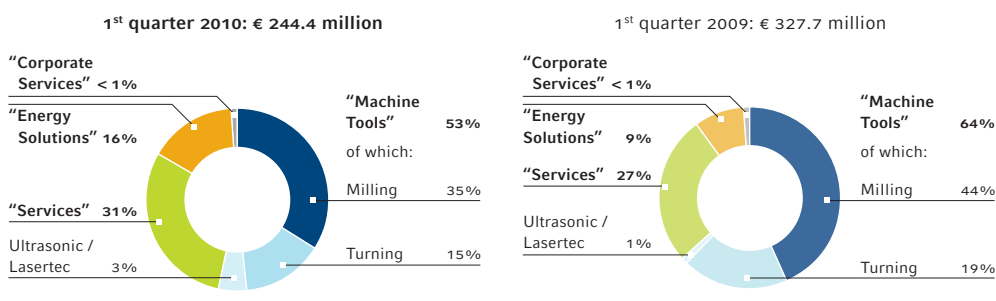 1st quarter 2010: € 244.4 million
“Corporate
Services” < 1%
“Energy
Solutions” 16%
“Services” 31%
Ultrasonic /
Lasertec 3%
“Machine
Tools” 53%
of which:
Milling 35%
Turning 15%
1st quarter 2009: € 327.7 million
“Corporate
Services” < 1%
“Energy
Solutions” 9%
“Services” 27%
Ultrasonic /
Lasertec 1%
“Machine
Tools” 64%
of which:
Milling 44%
Turning 19%